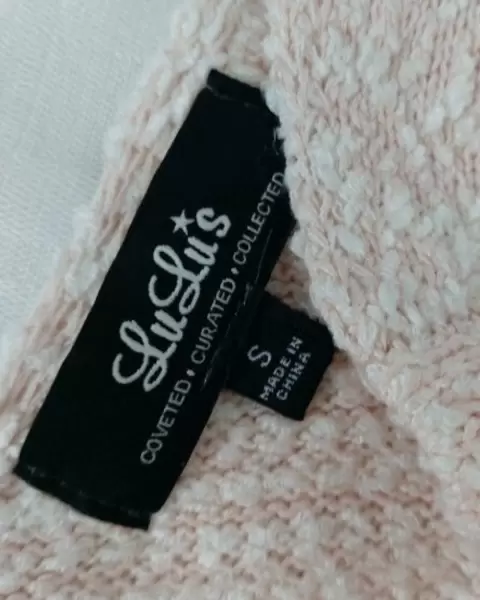 LuLu's
COVETED • CURATED • COLLECTED
S
MADE IN
CHINA